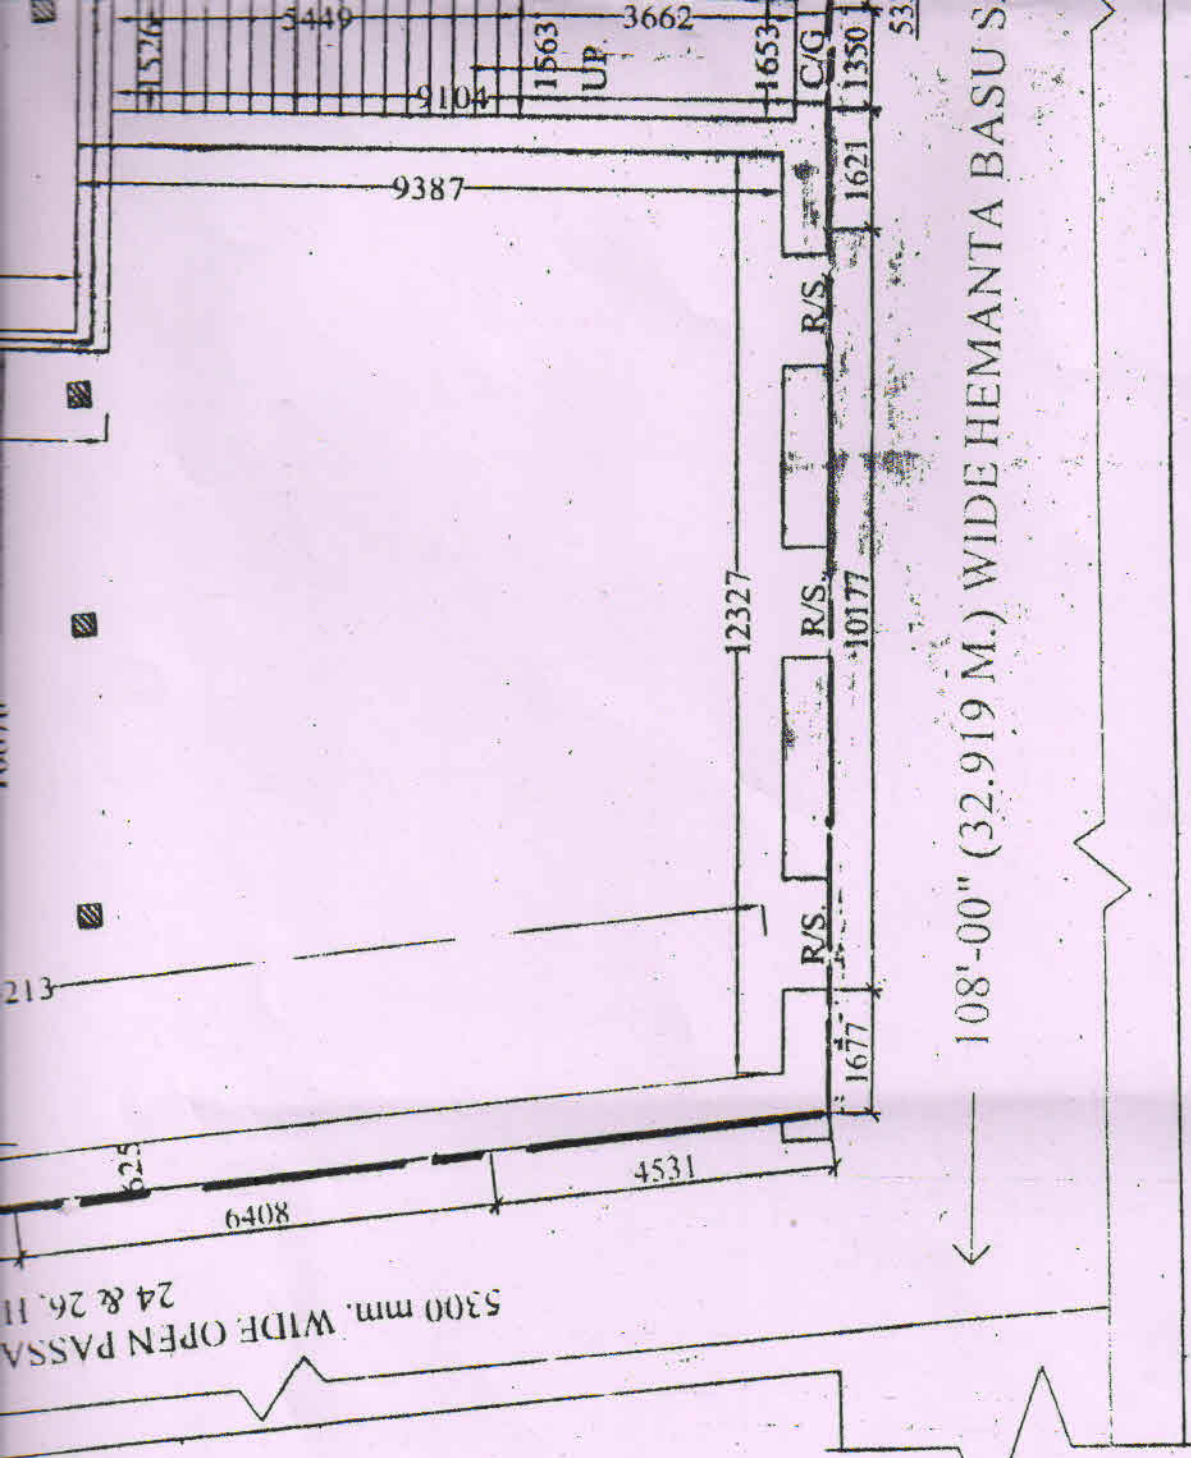 5449
3662
1526
1563
UP
1653
C/G
1350
53
9104
9387
1621
R/S.
12327
R/S.
10177
R/S.
1677
213
625
4531
6408
108'-00" (32.919 M.) WIDE HEMANTA BASU S
5300 mm. WIDE OPEN PASSA
24 & 26, H